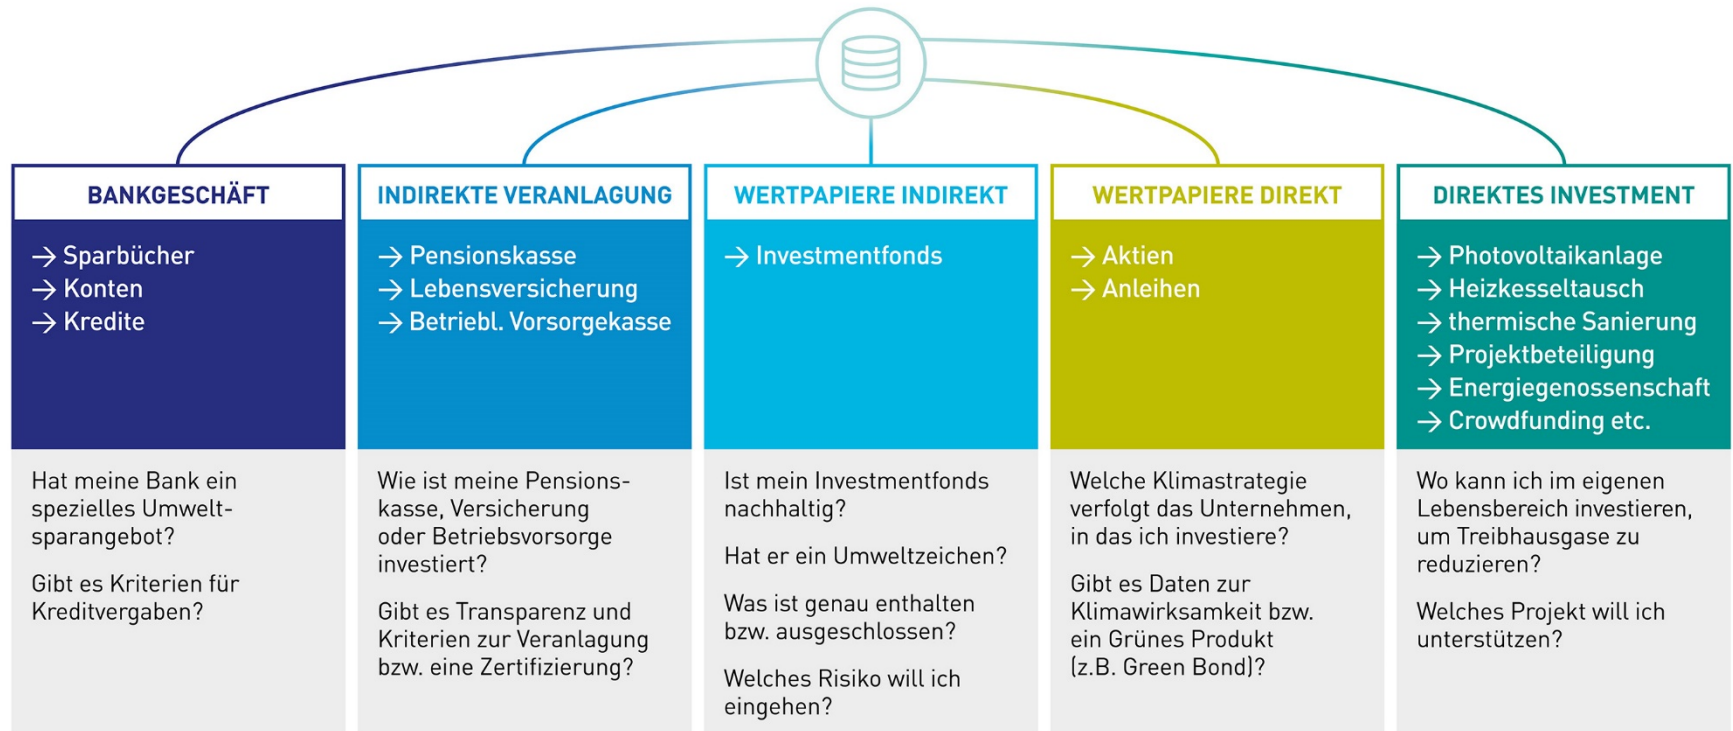 BANKGESCHÄFT
→ Sparbücher
→ Konten
→ Kredite
Hat meine Bank ein
spezielles Umwelt-
sparangebot?
Gibt es Kriterien für
Kreditvergaben?
INDIREKTE VERANLAGUNG
→ Pensionskasse
→ Lebensversicherung
→ Betriebl. Vorsorgekasse
Wie ist meine Pensions-
kasse, Versicherung
oder Betriebsvorsorge
investiert?
Gibt es Transparenz und
Kriterien zur Veranlagung
bzw. eine Zertifizierung?
WERTPAPIERE INDIREKT
→ Investmentfonds
Ist mein Investmentfonds
nachhaltig?
Hat er ein Umweltzeichen?
Was ist genau enthalten
bzw. ausgeschlossen?
Welches Risiko will ich
eingehen?
WERTPAPIERE DIREKT
→ Aktien
→ Anleihen
Welche Klimastrategie
verfolgt das Unternehmen,
in das ich investiere?
Gibt es Daten zur
Klimawirksamkeit bzw.
ein Grünes Produkt
(z.B. Green Bond)?
DIREKTES INVESTMENT
→ Photovoltaikanlage
→ Heizkesseltausch
→ thermische Sanierung
→ Projektbeteiligung
→ Energiegenossenschaft
→ Crowdfunding etc.
Wo kann ich im eigenen
Lebensbereich investieren,
um Treibhausgase zu
reduzieren?
Welches Projekt will ich
unterstützen?